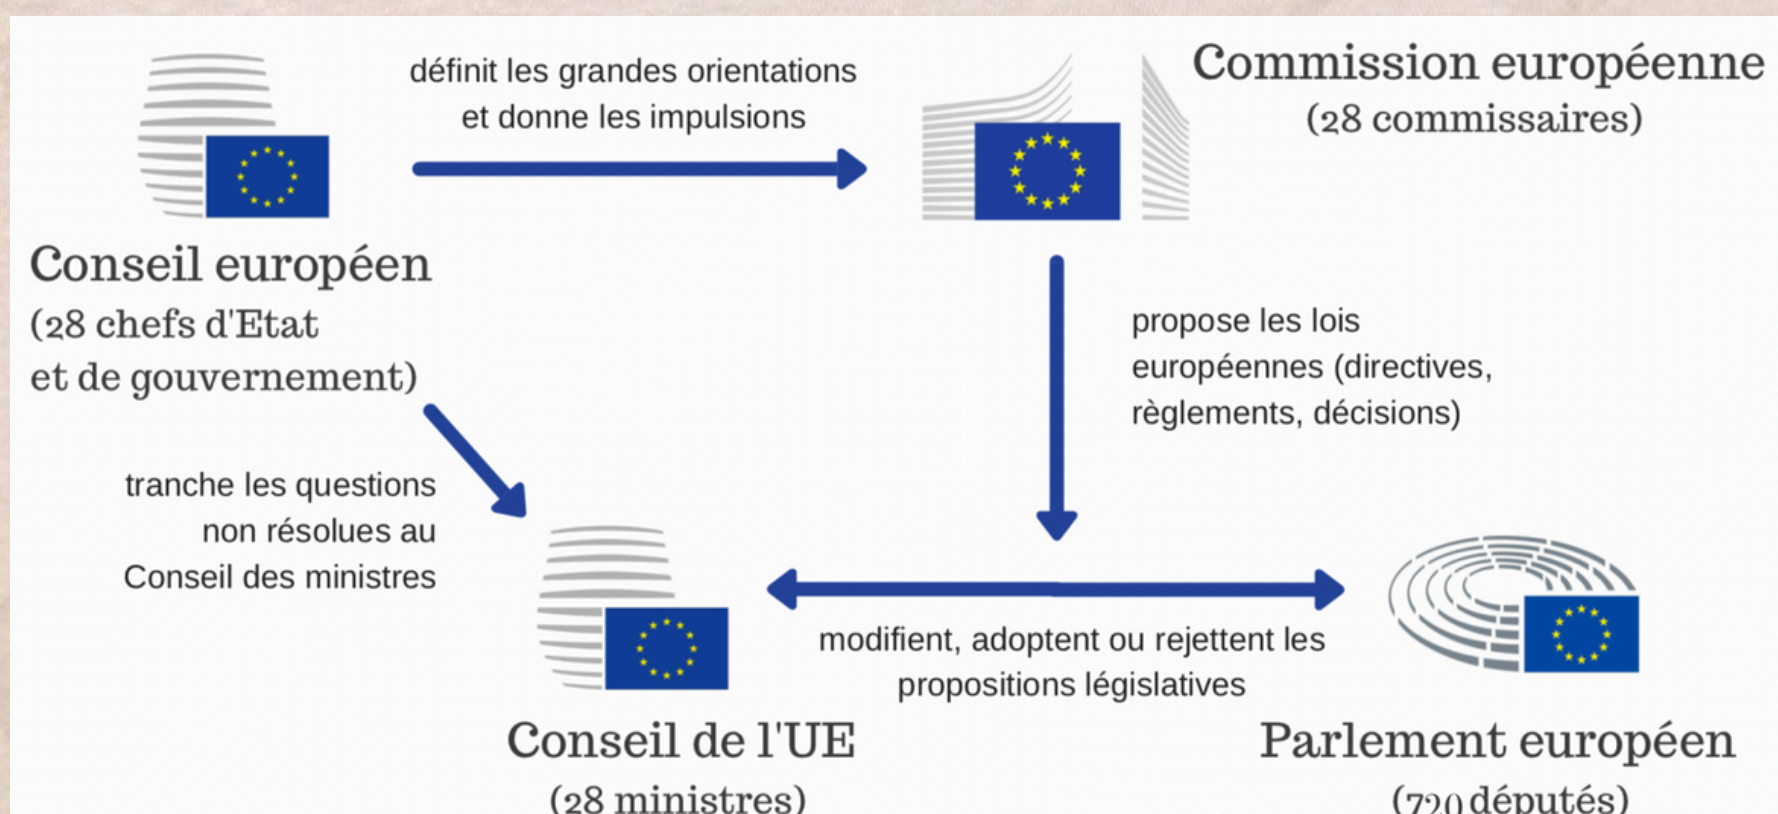 définit les grandes orientations
et donne les impulsions
Commission européenne
(28 commissaires)
Conseil européen
(28 chefs d'Etat
et de gouvernement)
propose les lois
européennes (directives,
règlements, décisions)
tranche les questions
non résolues au
Conseil des ministres
modifient, adoptent ou rejettent les
propositions législatives
Conseil de l'UE
(28 ministres)
Parlement européen
(720 députés)